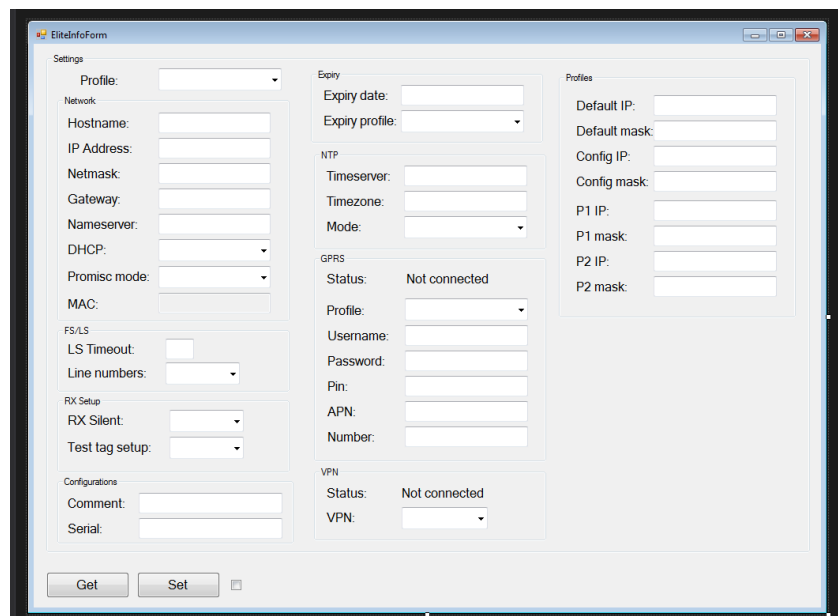 EliteInfoForm
Settings
Profile:
Network
Hostname:
IP Address:
Netmask:
Gateway:
Nameserver:
DHCP:
Promisc mode:
MAC:
FS/LS
LS Timeout:
Line numbers:
RX Setup
RX Silent:
Test tag setup:
Configurations
Comment:
Serial:
Expiry
Expiry date:
Expiry profile:
NTP
Timeserver:
Timezone:
Mode:
GPRS
Status: Not connected
Profile:
Username:
Password:
Pin:
APN:
Number:
VPN
Status: Not connected
VPN:
Profiles
Default IP:
Default mask:
Config IP:
Config mask:
P1 IP:
P1 mask:
P2 IP:
P2 mask:
Get Set